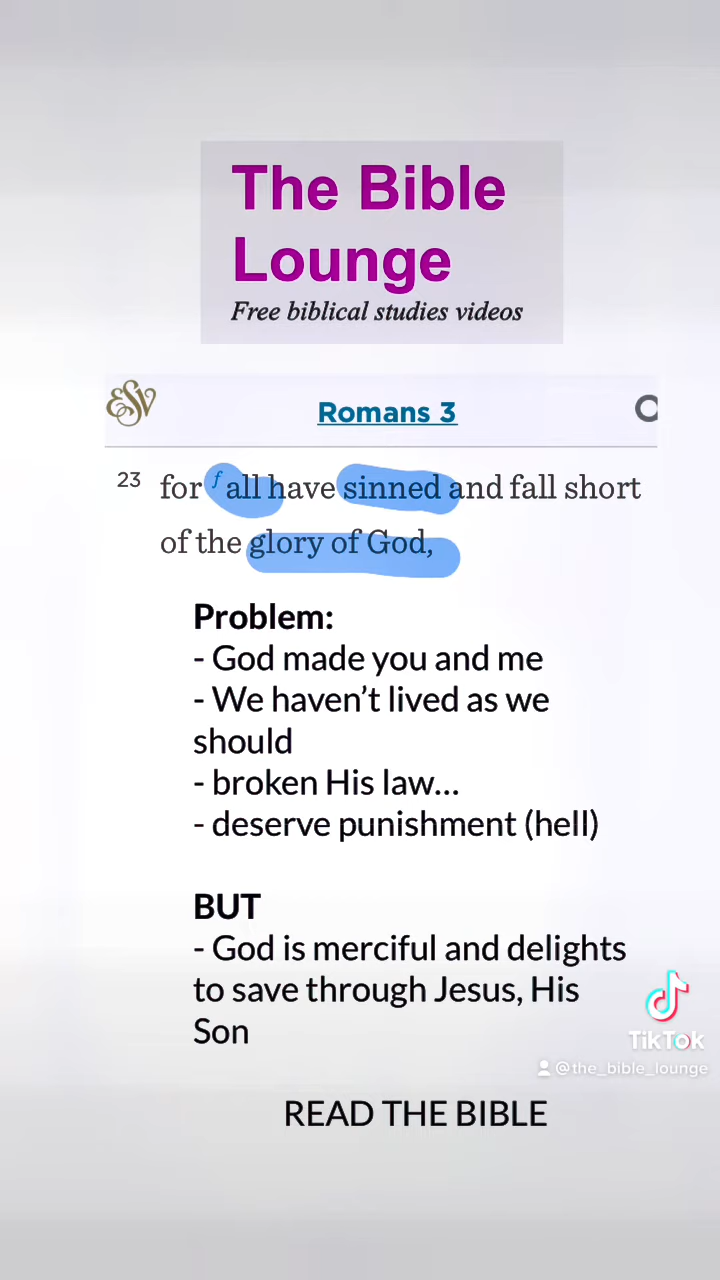 The Bible
Lounge
Free biblical studies videos
ESV
Romans 3
23 for f all have sinned and fall short
of the glory of God,
Problem:
- God made you and me
- We haven’t lived as we
should
- broken His law...
- deserve punishment (hell)
BUT
- God is merciful and delights
to save through Jesus, His
Son
TikTok
@the_bible_lounge
READ THE BIBLE